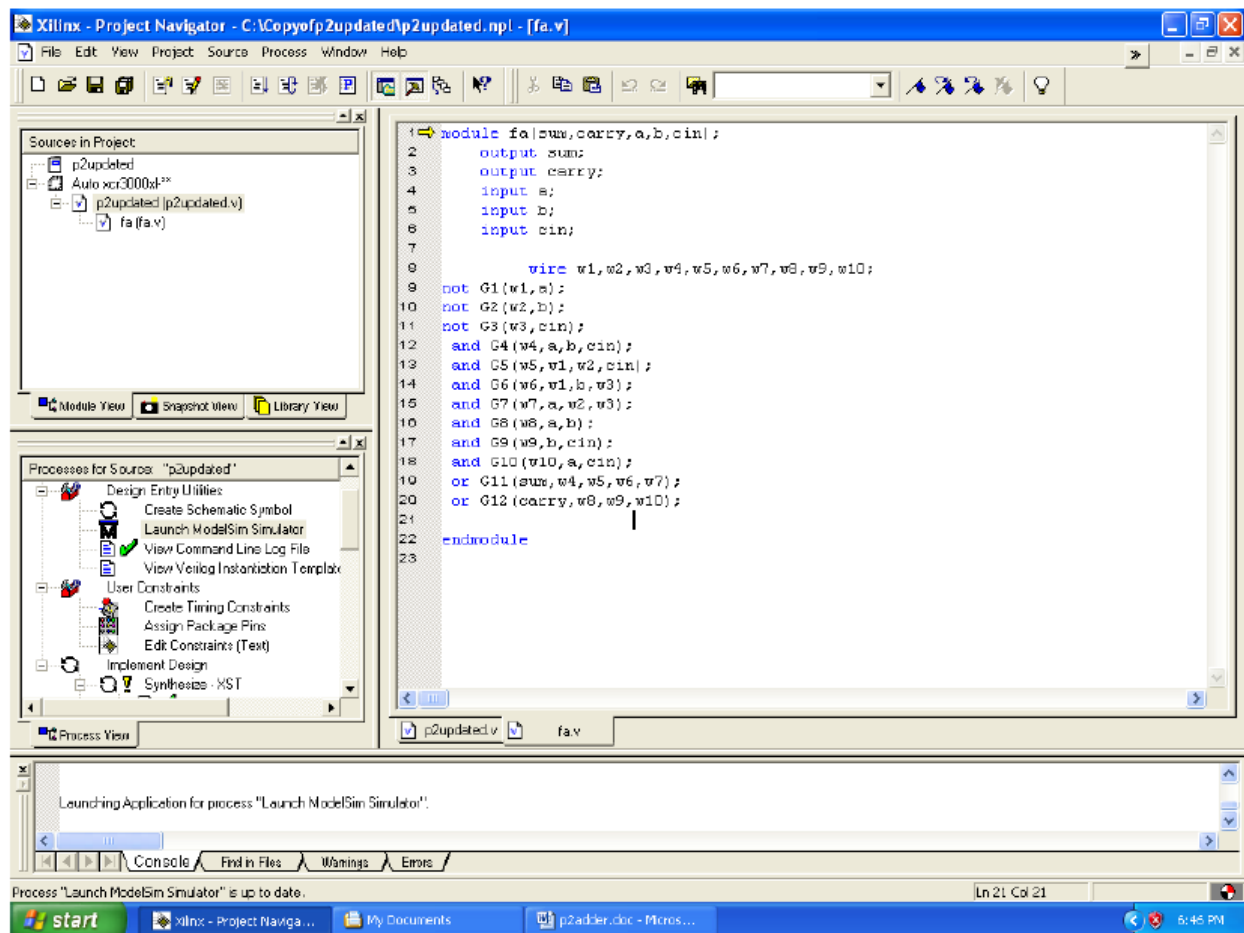 Xilinx - Project Navigator - C:\Copyofp2updated\p2updated.npl - [fa.v]
File Edit View Project Source Process Window Help
Sources in Project:
p2updated
Auto xcr3000xl-**
p2updated (p2updated.v)
fa (fa.v)
Module View Snapshot View Library View
Processes for Source: "p2updated"
Design Entry Utilities
Create Schematic Symbol
Launch ModelSim Simulator
View Command Line Log File
View Verilog Instantiation Template
User Constraints
Create Timing Constraints
Assign Package Pins
Edit Constraints (Text)
Implement Design
Synthesize - XST
Process View
1 module fa(sum,carry,a,b,cin);
2 output sum;
3 output carry;
4 input a;
5 input b;
6 input cin;
7
8 wire w1,w2,w3,w4,w5,w6,w7,w8,w9,w10;
9 not G1(w1,a);
10 not G2(w2,b);
11 not G3(w3,cin);
12 and G4(w4,a,b,cin);
13 and G5(w5,w1,w2,cin);
14 and G6(w6,w1,b,w3);
15 and G7(w7,a,w2,w3);
16 and G8(w8,a,b);
17 and G9(w9,b,cin);
18 and G10(w10,a,cin);
19 or G11(sum,w4,w5,w6,w7);
20 or G12(carry,w8,w9,w10);
21
22 endmodule
23
p2updated.v fa.v
Launching Application for process "Launch ModelSim Simulator".
Console Find in Files Warnings Errors
Process "Launch ModelSim Simulator" is up to date.
Ln 21 Col 21
start Xilinx - Project Naviga... My Documents p2adder.doc - Micros... 6:46 PM